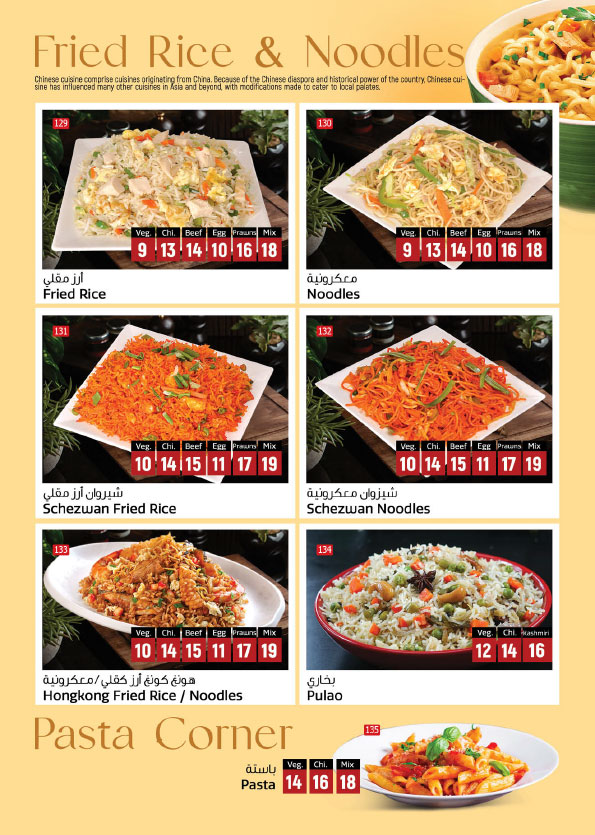 Fried Rice & Noodles
Chinese cuisine comprise cuisines originating from China. Because of the Chinese diaspora and historical power of the country, Chinese cui-
sine has influenced many other cuisines in Asia and beyond, with modifications made to cater to local palates.
129
Veg. Chi. Beef Egg Prawns Mix
9 13 14 10 16 18
أرز مقلي
Fried Rice
130
Veg. Chi. Beef Egg Prawns Mix
9 13 14 10 16 18
معكرونية
Noodles
131
Veg. Chi. Beef Egg Prawns Mix
10 14 15 11 17 19
شيروان أرز مقلي
Schezwan Fried Rice
132
Veg. Chi. Beef Egg Prawns Mix
10 14 15 11 17 19
شيزوان معكرونية
Schezwan Noodles
133
Veg. Chi. Beef Egg Prawns Mix
10 14 15 11 17 19
هونغ كونغ أرز كقلي/معكرونية
Hongkong Fried Rice / Noodles
134
Veg. Chi. Kashmiri
12 14 16
بخاري
Pulao
Pasta Corner
135
Veg. Chi. Mix
14 16 18
باستة
Pasta